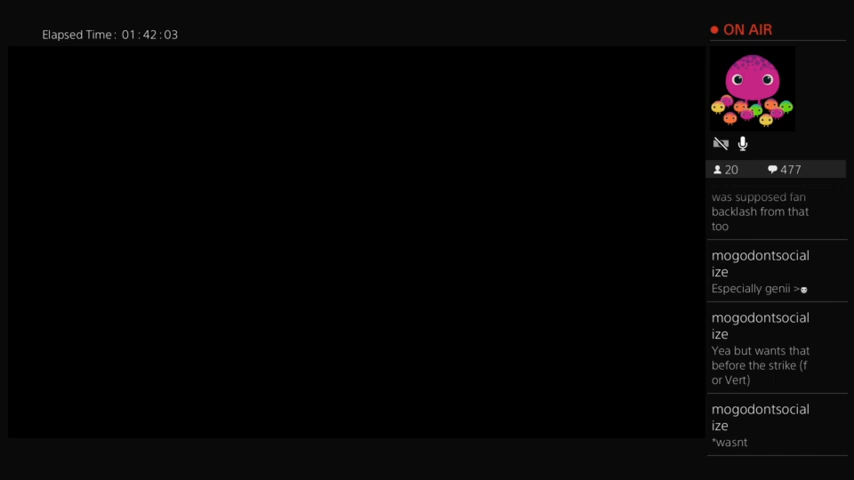 Elapsed Time: 01:42:03
ON AIR
20 477
was supposed fan
backlash from that
too
mogodontsocial
ize
Especially genii >
mogodontsocial
ize
Yea but wants that
before the strike (f
or Vert)
mogodontsocial
ize
*wasnt